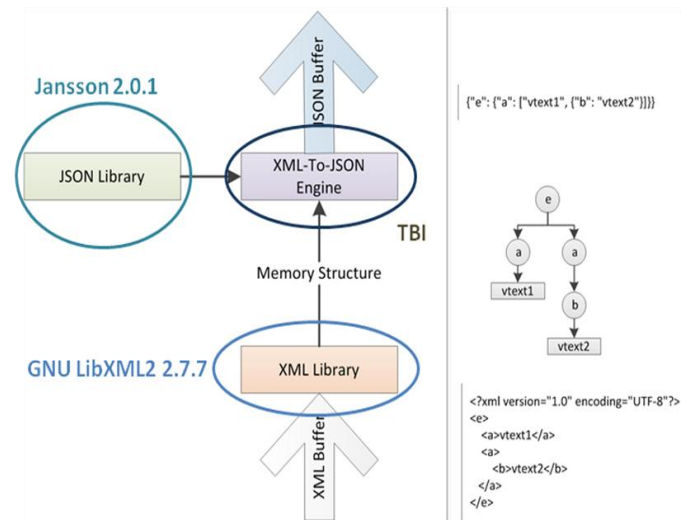 Jansson 2.0.1
JSON Buffer
JSON Library
XML-To-JSON
Engine
TBI
Memory Structure
GNU LibXML2 2.7.7
XML Library
XML Buffer
{"e": {"a": ["vtext1", {"b": "vtext2"}]}}
e
a
a
vtext1
b
vtext2
<?xml version="1.0" encoding="UTF-8"?>
<e>
<a>vtext1</a>
<a>
<b>vtext2</b>
</a>
</e>